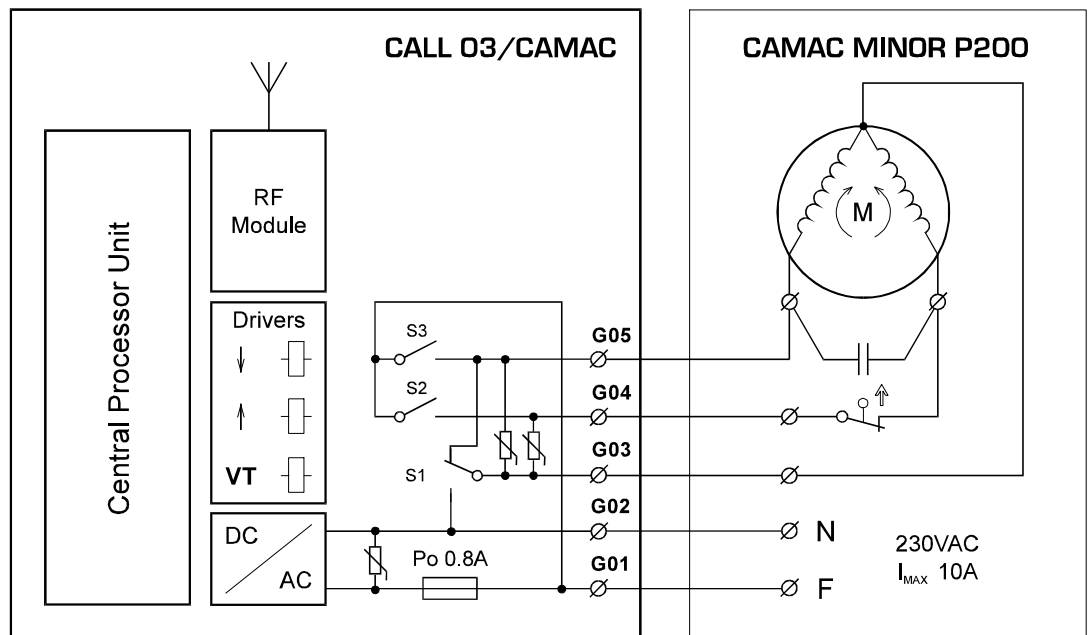 CALL 03/CAMAC
CAMAC MINOR P200
Central Processor Unit
RF
Module
M
Drivers
VT
S3
S2
S1
G05
G04
G03
G02
G01
DC
AC
Po 0.8A
N
F
230VAC
IMAX 10A